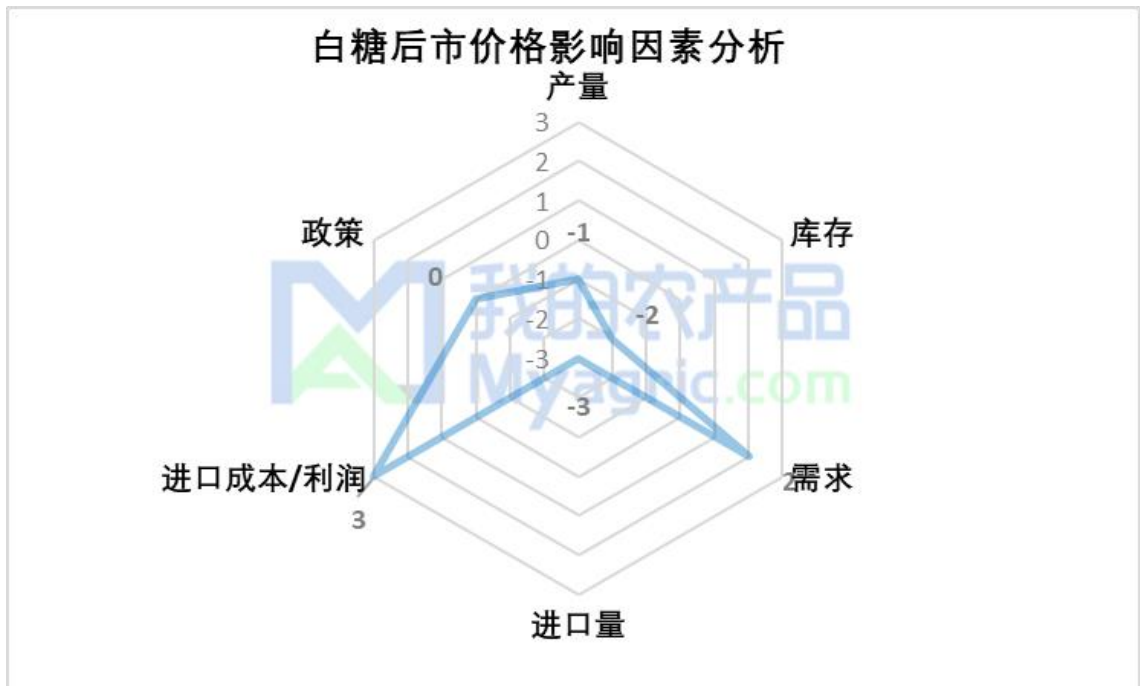 白糖后市价格影响因素分析
产量
3
2
1
-1
0
-1
-2
-3
政策
0
库存
-2
我的农产品
Myagric.com
-3
进口成本/利润
3
2
需求
进口量